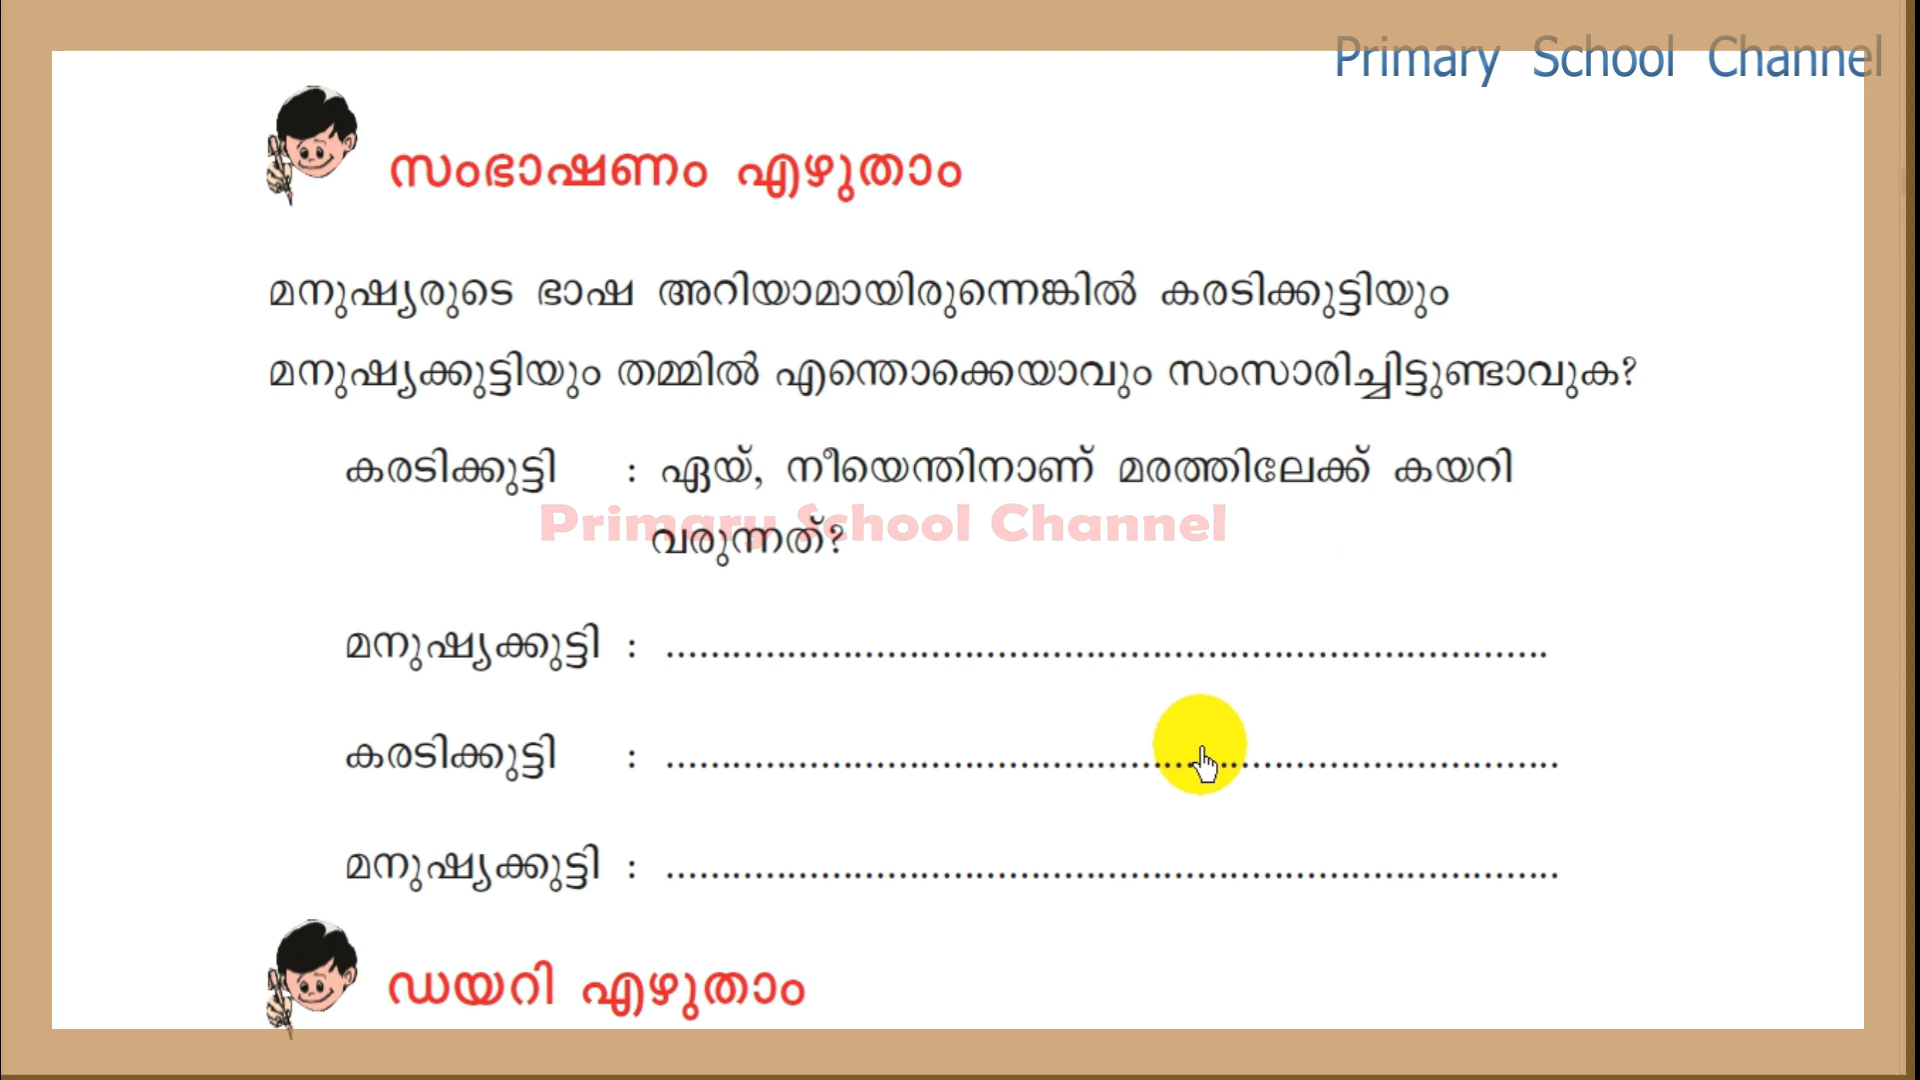 Primary School Channel
സംഭാഷണം എഴുതാം
മനുഷ്യരുടെ ഭാഷ അറിയാമായിരുന്നെങ്കിൽ കരടിക്കുട്ടിയും
മനുഷ്യക്കുട്ടിയും തമ്മിൽ എന്തൊക്കെയാവും സംസാരിച്ചിട്ടുണ്ടാവുക?
കരടിക്കുട്ടി : ഏയ്, നീയെന്തിനാണ് മരത്തിലേക്ക് കയറി
Primary School Channel
വരുന്നത്?
മനുഷ്യക്കുട്ടി : ................................................................................
കരടിക്കുട്ടി : .................................................................................
മനുഷ്യക്കുട്ടി : .................................................................................
ഡയറി എഴുതാം